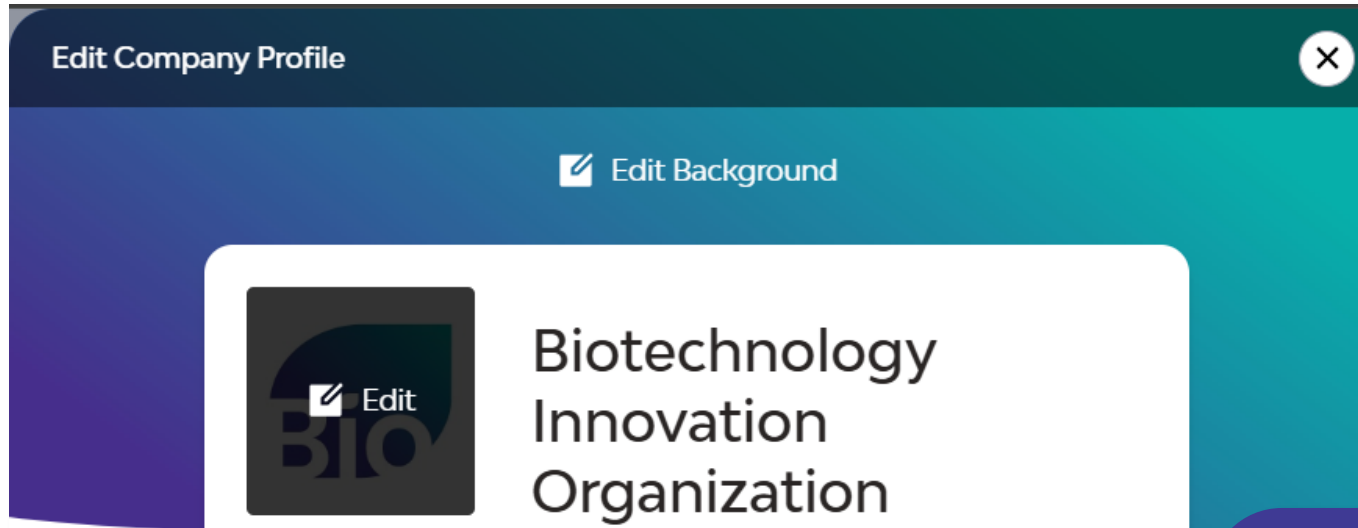 Edit Company Profile
Edit Background
Edit
Bio
Biotechnology
Innovation
Organization